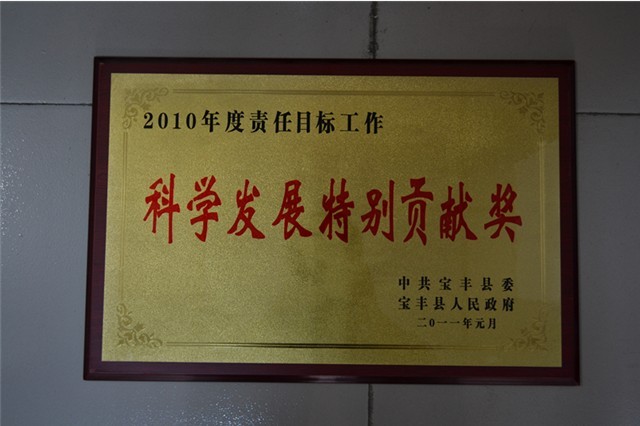 2010年度责任目标工作
科学发展特别贡献奖
中共宝丰县委
宝丰县人民政府
二〇一一年元月